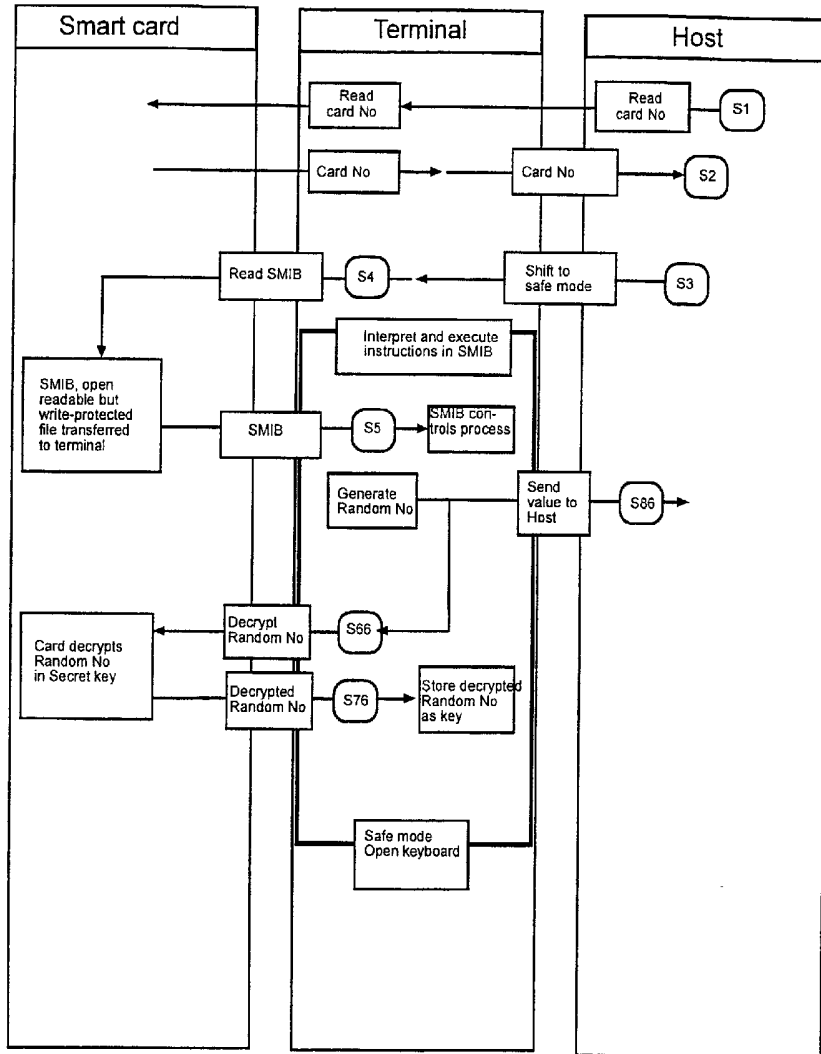 Smart card
Terminal
Host
Read
card No
Read
card No
S1
Card No
Card No
S2
Read SMIB
S4
Shift to
safe mode
S3
Interpret and execute
instructions in SMIB
SMIB, open
readable but
write-protected
file transferred
to terminal
SMIB
S5
SMIB con-
trols process
Generate
Random No
Send
value to
Host
S86
Decrypt
Random No
S66
Card decrypts
Random No
in Secret key
Decrypted
Random No
S76
Store decrypted
Random No
as key
Safe mode
Open keyboard